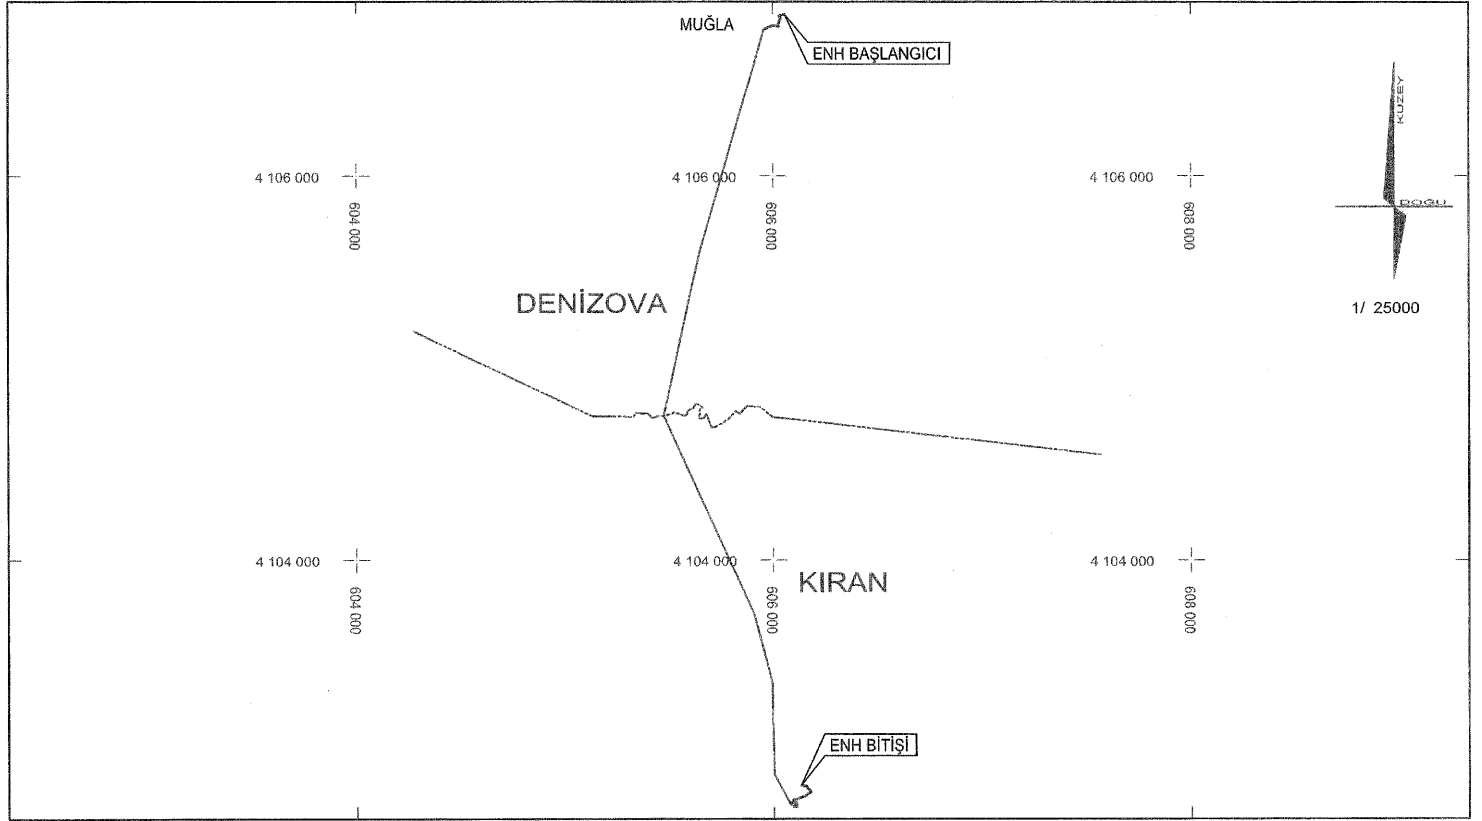 MUĞLA
ENH BAŞLANGICI
KUZEY
4 106 000
4 106 000
4 106 000
604 000
606 000
608 000
DOĞU
DENİZOVA
1/ 25000
4 104 000
4 104 000
4 104 000
KIRAN
604 000
606 000
608 000
ENH BİTİŞİ